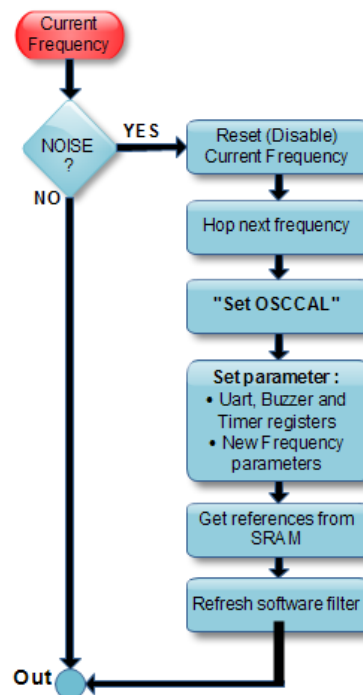 Current
Frequency
NOISE
?
YES
NO
Reset (Disable)
Current Frequency
Hop next frequency
"Set OSCCAL"
Set parameter :
• Uart, Buzzer and
Timer registers
• New Frequency
parameters
Get references from
SRAM
Refresh software filter
Out